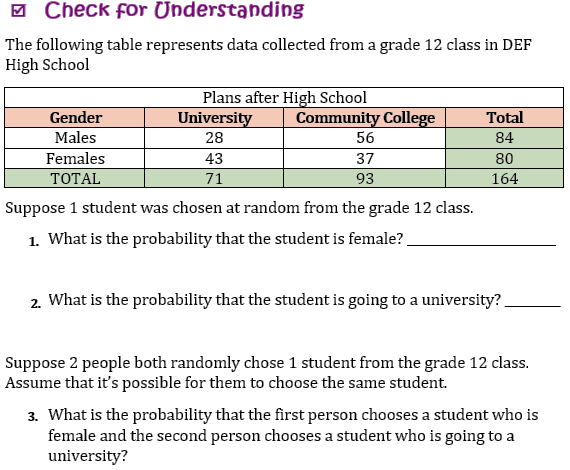 ☑ Check for Understanding
The following table represents data collected from a grade 12 class in DEF
High School
Plans after High School
Gender University Community College Total
Males 28 56 84
Females 43 37 80
TOTAL 71 93 164
Suppose 1 student was chosen at random from the grade 12 class.
1. What is the probability that the student is female? ____________________
2. What is the probability that the student is going to a university? ________
Suppose 2 people both randomly chose 1 student from the grade 12 class.
Assume that it's possible for them to choose the same student.
3. What is the probability that the first person chooses a student who is
female and the second person chooses a student who is going to a
university?